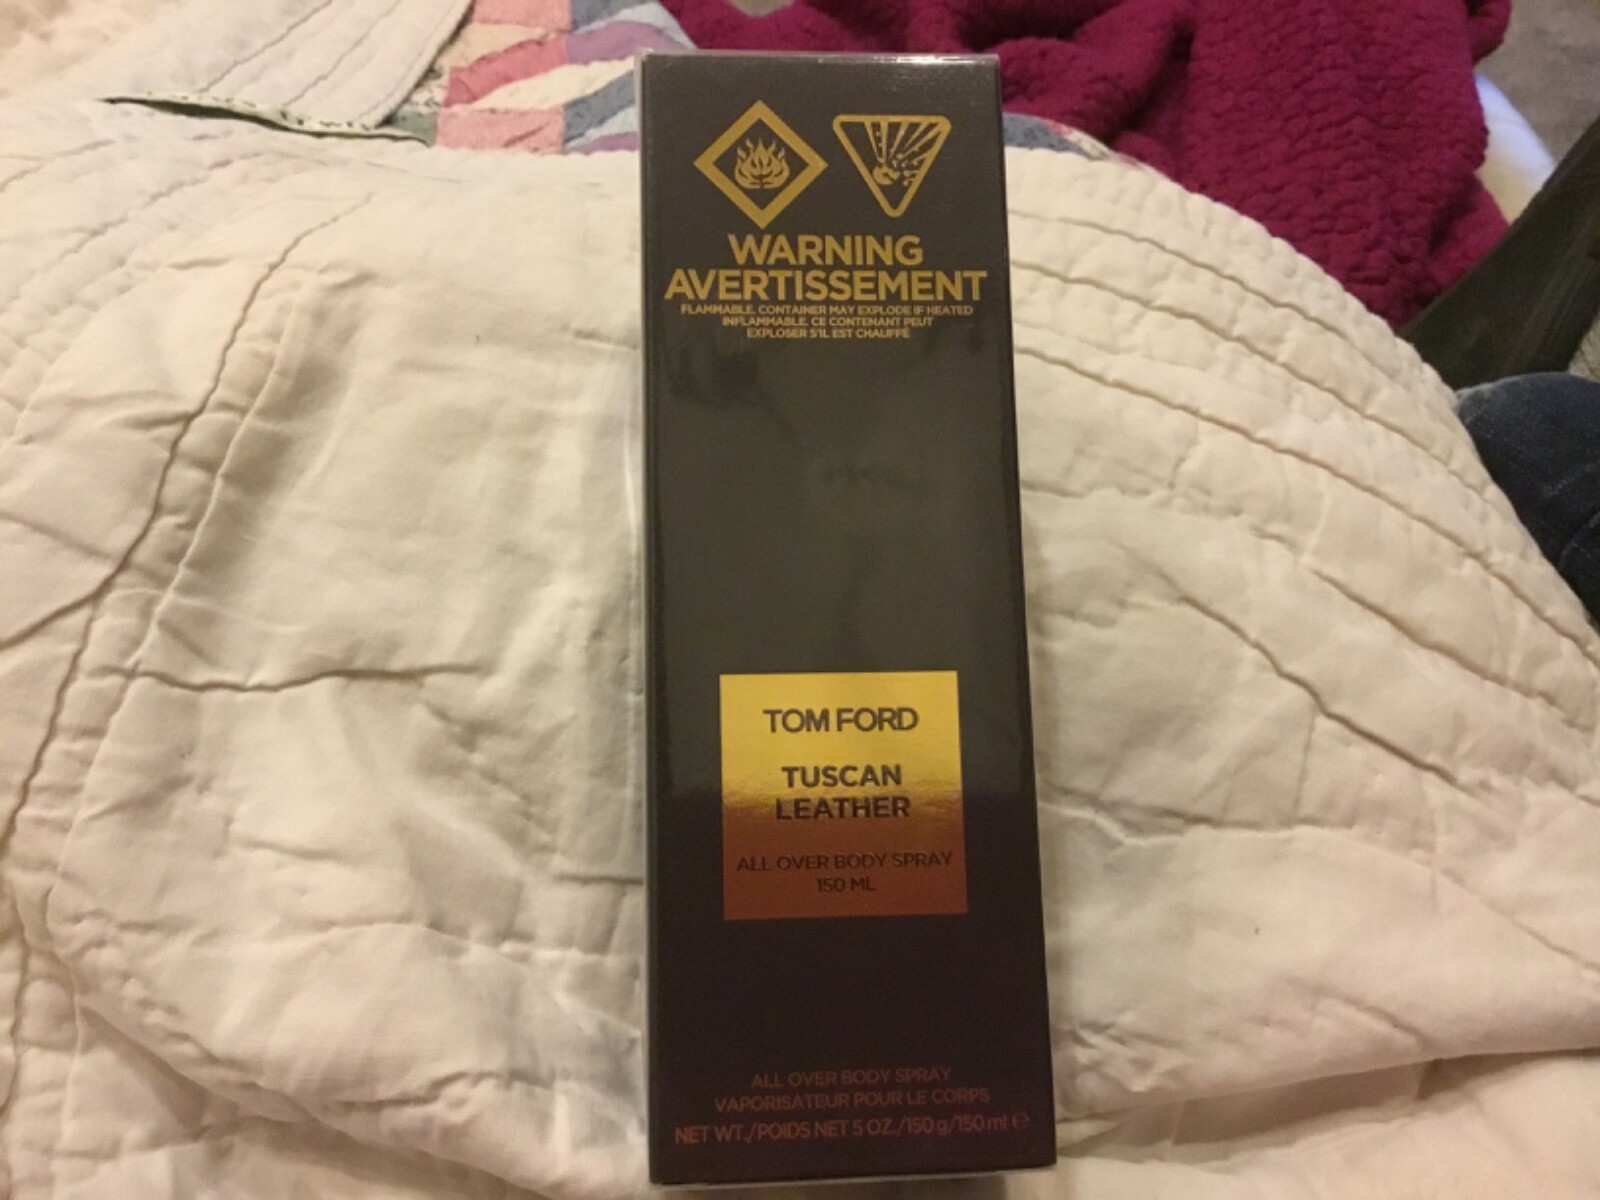 WARNING
AVERTISSEMENT
FLAMMABLE. CONTAINER MAY EXPLODE IF HEATED
INFLAMMABLE. CE CONTENANT PEUT
EXPLOSER S'IL EST CHAUFFÉ
TOM FORD
TUSCAN
LEATHER
ALL OVER BODY SPRAY
150 ML
ALL OVER BODY SPRAY
VAPORISATEUR POUR LE CORPS
NET WT./POIDS NET 5 OZ./150 g/150 ml ℮